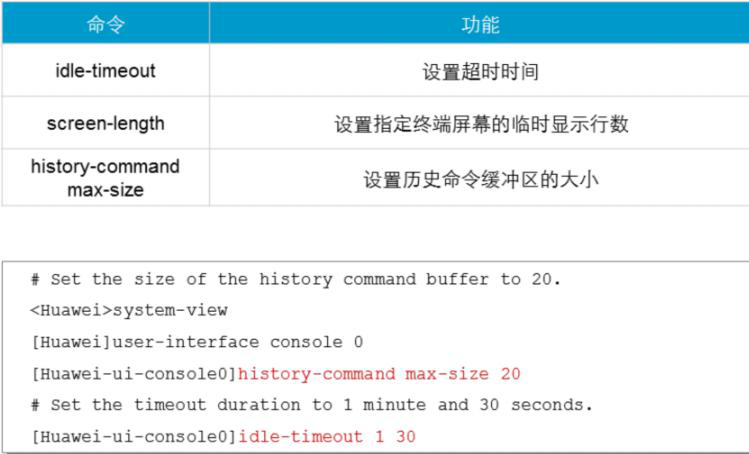 命令 功能
idle-timeout 设置超时时间
screen-length 设置指定终端屏幕的临时显示行数
history-command
max-size 设置历史命令缓冲区的大小
# Set the size of the history command buffer to 20.
<Huawei>system-view
[Huawei]user-interface console 0
[Huawei-ui-console0]history-command max-size 20
# Set the timeout duration to 1 minute and 30 seconds.
[Huawei-ui-console0]idle-timeout 1 30